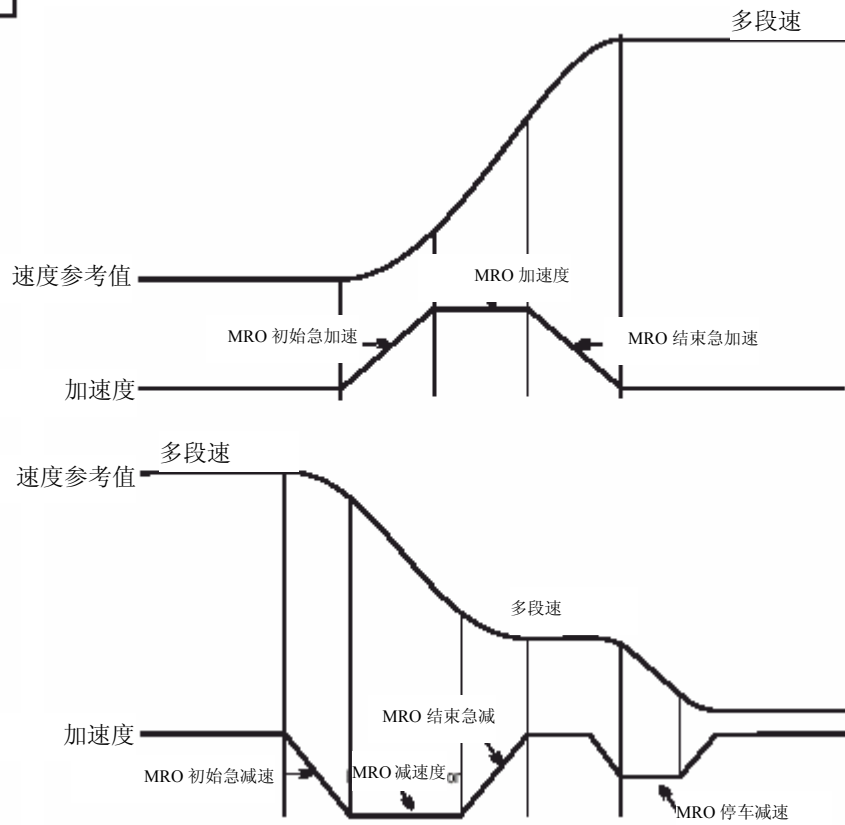 多段速
速度参考值
MRO 加速度
MRO 初始急加速
MRO 结束急加速
加速度
多段速
速度参考值
多段速
MRO 结束急减
加速度
MRO 初始急减速
MRO 减速度
MRO 停车减速